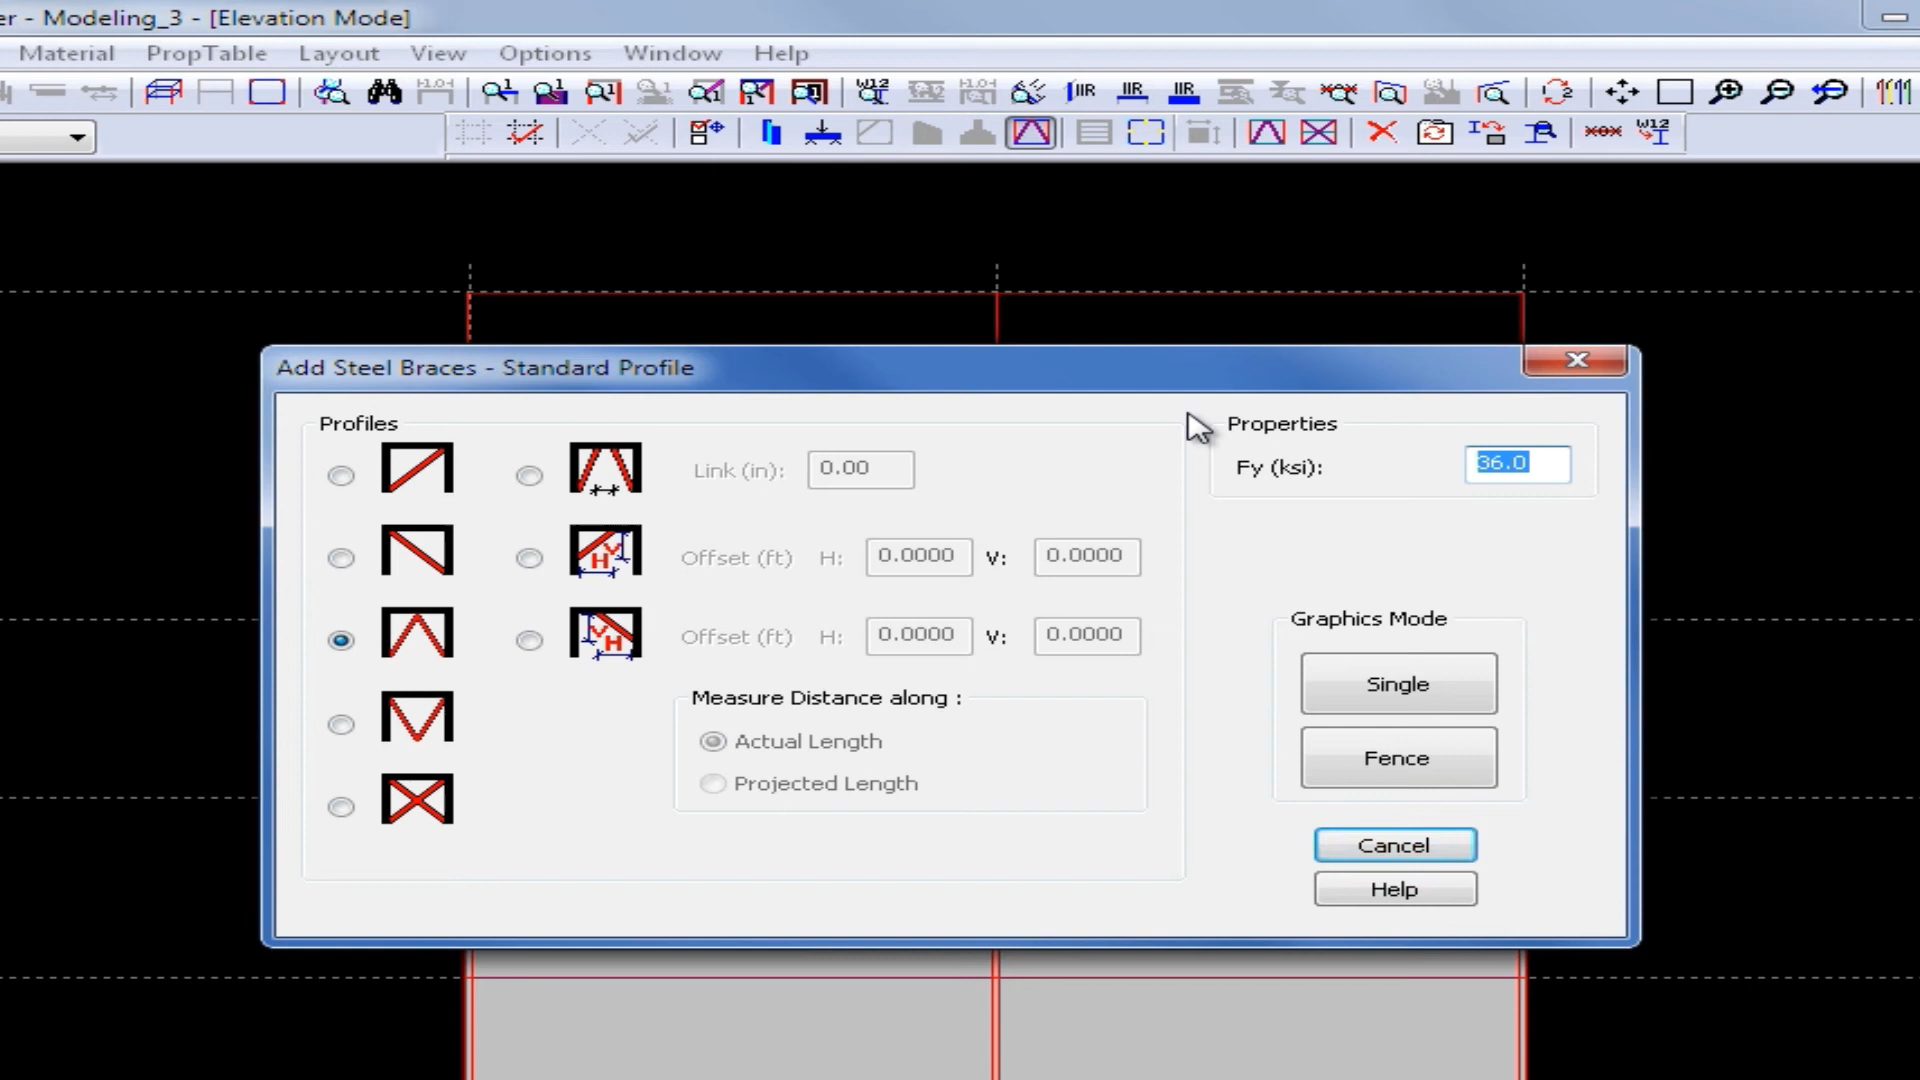 er - Modeling_3 - [Elevation Mode]
Material PropTable Layout View Options Window Help
Add Steel Braces - Standard Profile
Profiles
Properties
Link (in): 0.00
Fy (ksi): 36.0
Offset (ft) H: 0.0000 V: 0.0000
Offset (ft) H: 0.0000 V: 0.0000
Graphics Mode
Single
Fence
Measure Distance along :
Actual Length
Projected Length
Cancel
Help